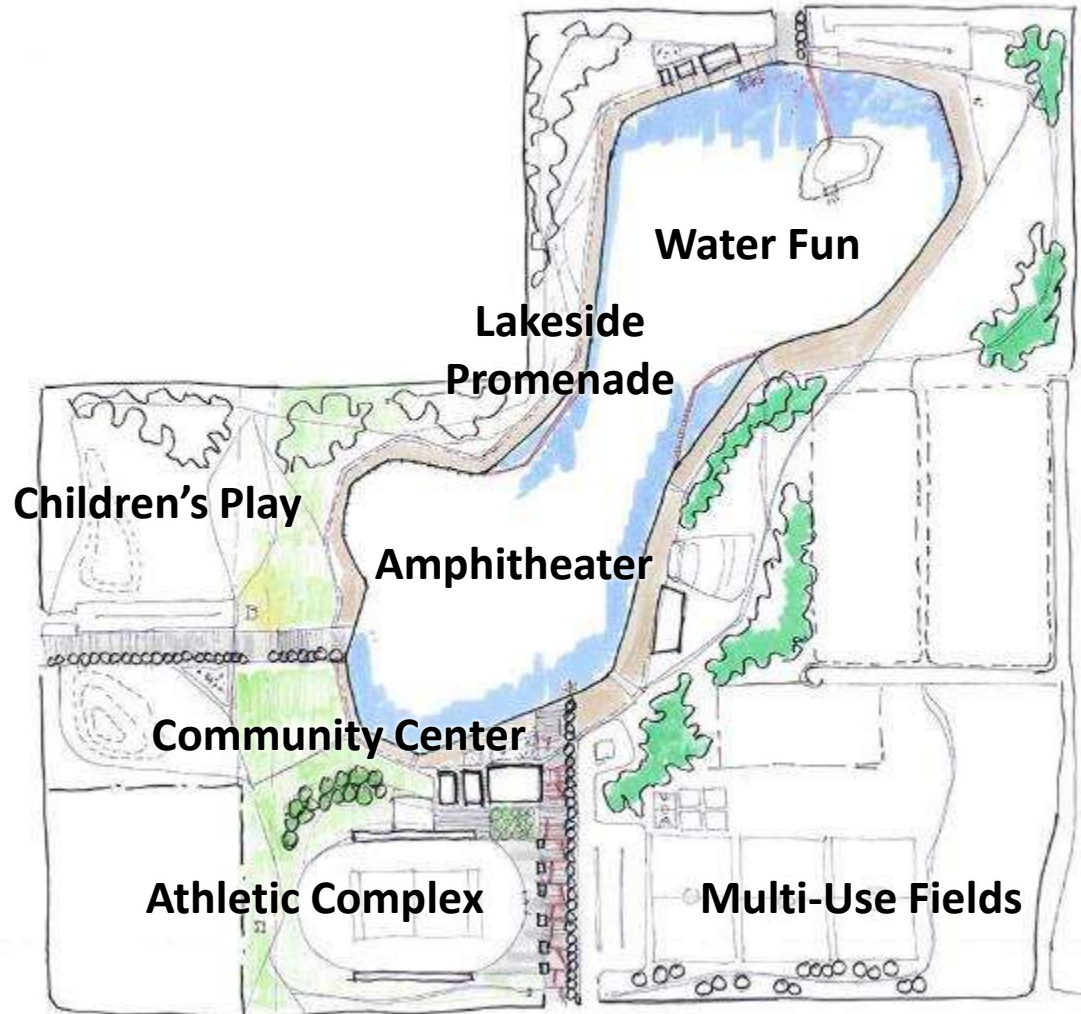 Water Fun
Lakeside
Promenade
Children’s Play
Amphitheater
Community Center
Athletic Complex
Multi-Use Fields